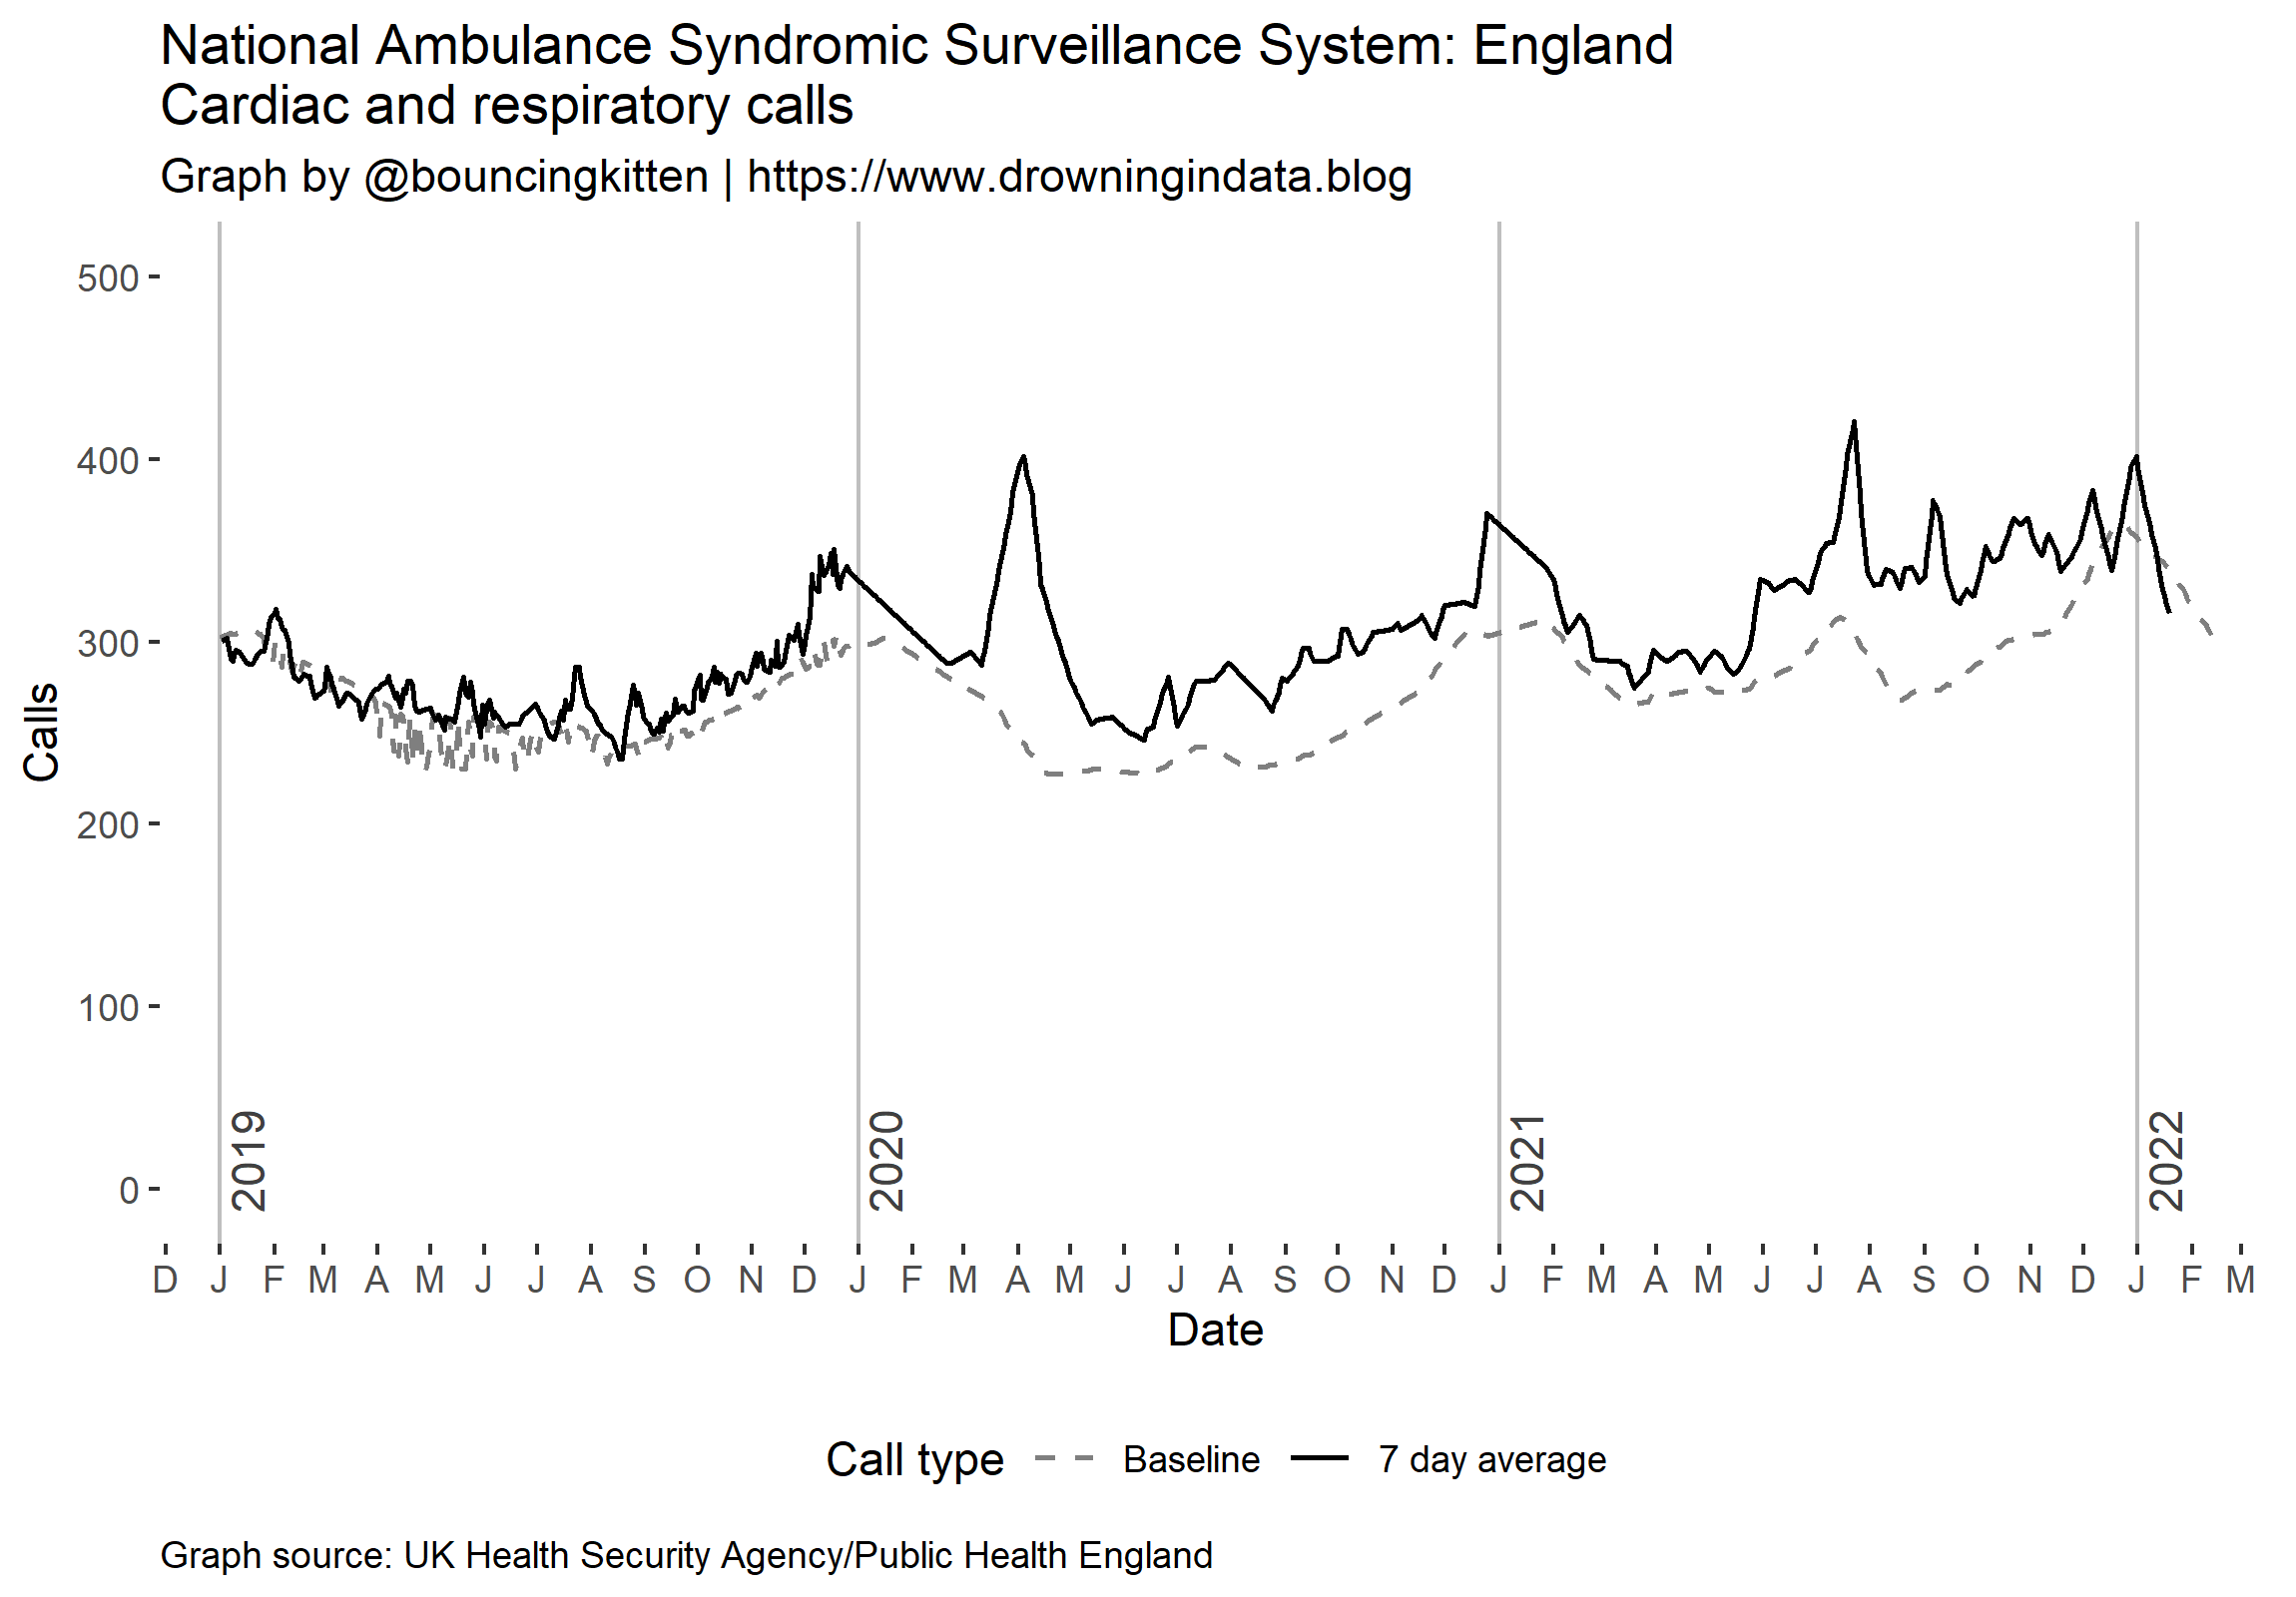 National Ambulance Syndromic Surveillance System: England
Cardiac and respiratory calls
Graph by @bouncingkitten | https://www.drowningindata.blog
500
400
300
200
100
0
Calls
2019
2020
2021
2022
D J F M A M J J A S O N D J F M A M J J A S O N D J F M A M J J A S O N D J F M
Date
Call type Baseline 7 day average
Graph source: UK Health Security Agency/Public Health England